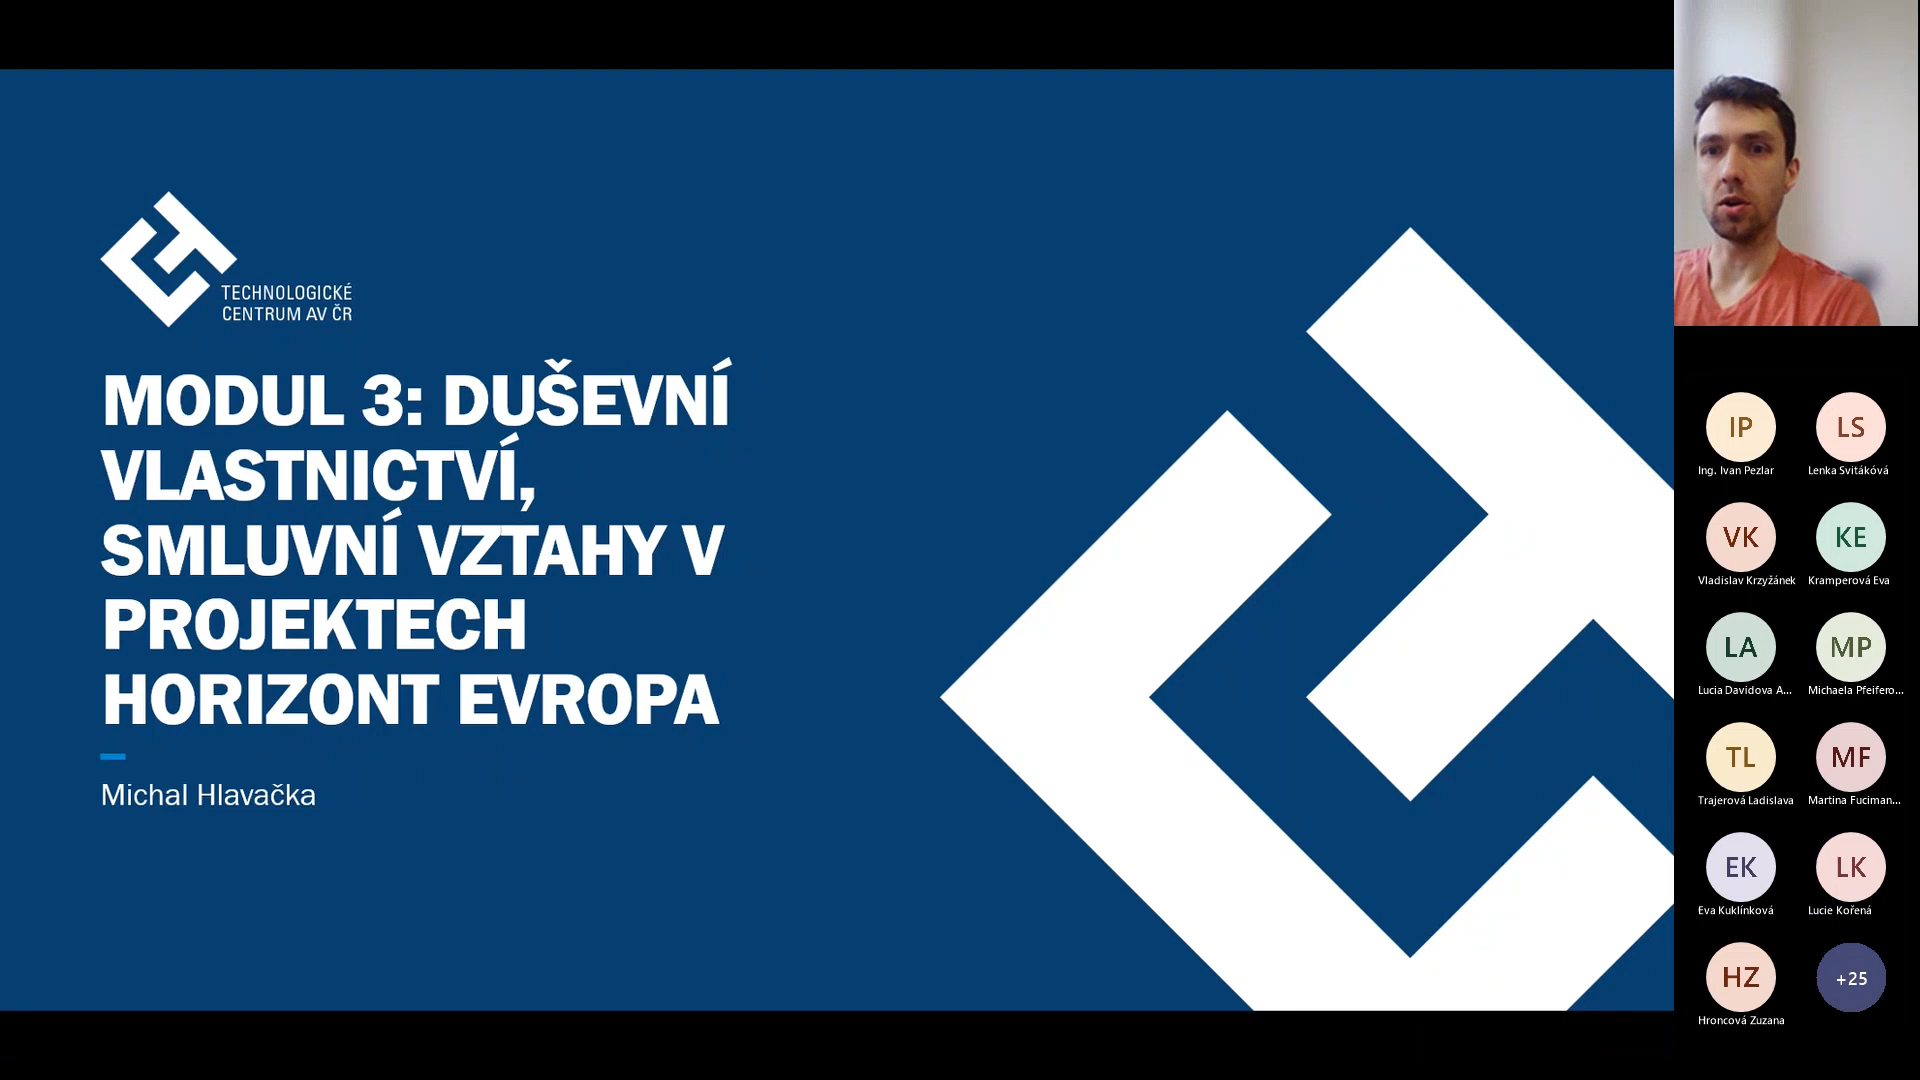 TECHNOLOGICKÉ
CENTRUM AV ČR
MODUL 3: DUŠEVNÍ
VLASTNICTVÍ,
SMLUVNÍ VZTAHY V
PROJEKTECH
HORIZONT EVROPA
Michal Hlavačka
IP
LS
Ing. Ivan Pezlar
Lenka Svitáková
VK
KE
Vladislav Krzyžánek
Kramperová Eva
LA
MP
Lucia Davidova A...
Michaela Pfeifero...
TL
MF
Trajerová Ladislava
Martina Fuciman...
EK
LK
Eva Kuklínková
Lucie Kořená
HZ
+25
Hroncová Zuzana